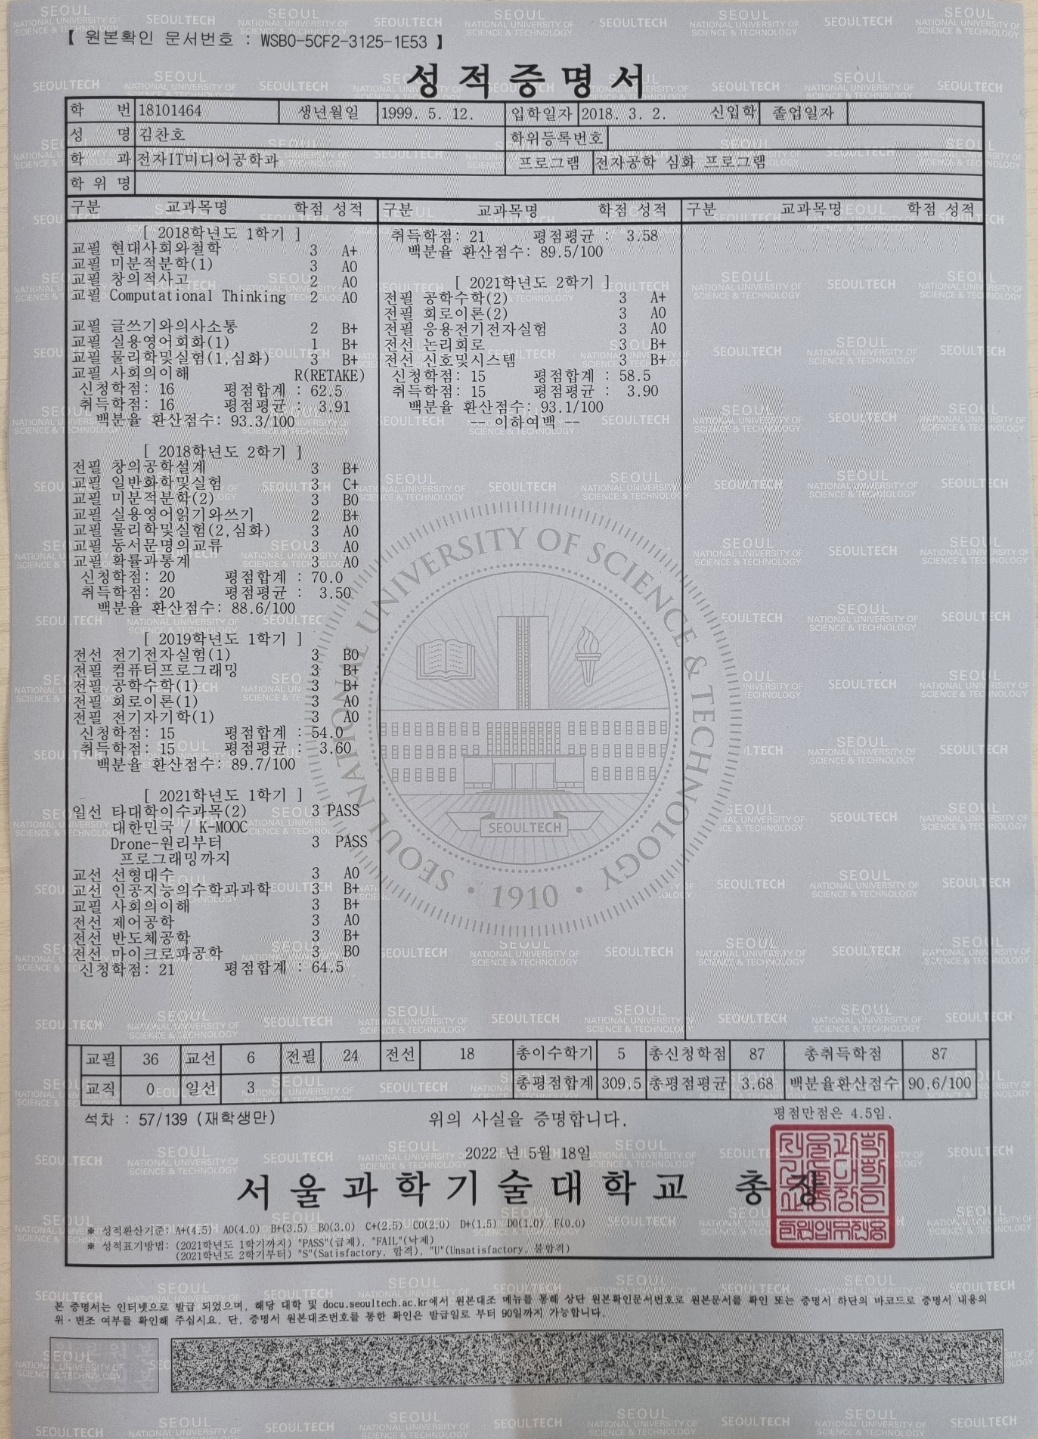 【 원본확인 문서번호 : WSB0-5CF2-3125-1E53 】
성적증명서
학 번 18101464 생년월일 1999. 5. 12. 입학일자 2018. 3. 2. 신입학 졸업일자
성 명 김찬호 학위등록번호
학 과 전자IT미디어공학과 프로그램 전자공학 심화 프로그램
학 위 명
구분 교과목명 학점 성적 구분 교과목명 학점 성적 구분 교과목명 학점 성적
[ 2018학년도 1학기 ]
교필 현대사회와철학 3 A+
교필 미분적분학(1) 3 A0
교필 창의적사고 2 A0
교필 Computational Thinking 2 A0
교필 글쓰기와의사소통 2 B+
교필 실용영어회화(1) 1 B+
교필 물리학및실험(1,심화) 3 B+
교필 사회의이해 R(RETAKE)
신청학점: 16 평점합계 : 62.5
취득학점: 16 평점평균 : 3.91
백분율 환산점수: 93.3/100
[ 2018학년도 2학기 ]
전필 창의공학설계 3 B+
교필 일반화학및실험 3 C+
교필 미분적분학(2) 3 B0
교필 실용영어읽기와쓰기 2 B+
교필 물리학및실험(2,심화) 3 A0
교필 동서문명의교류 3 A0
교필 확률과통계 3 A0
신청학점: 20 평점합계 : 70.0
취득학점: 20 평점평균 : 3.50
백분율 환산점수: 88.6/100
[ 2019학년도 1학기 ]
전선 전기전자실험(1) 3 B0
전필 컴퓨터프로그래밍 3 B+
전필 공학수학(1) 3 B+
전필 회로이론(1) 3 A0
전필 전기자기학(1) 3 A0
신청학점: 15 평점합계 : 54.0
취득학점: 15 평점평균 : 3.60
백분율 환산점수: 89.7/100
[ 2021학년도 1학기 ]
일선 타대학이수과목(2) 3 PASS
대한민국 / K-MOOC
Drone-원리부터 3 PASS
프로그래밍까지
교선 선형대수 3 A0
교선 인공지능의수학과과학 3 B+
교필 사회의이해 3 B+
전선 제어공학 3 A0
전선 반도체공학 3 B+
전선 마이크로파공학 3 B0
신청학점: 21 평점합계 : 64.5
취득학점: 21 평점평균 : 3.58
백분율 환산점수: 89.5/100
[ 2021학년도 2학기 ]
전필 공학수학(2) 3 A+
전필 회로이론(2) 3 A0
전필 응용전기전자실험 3 A0
전선 논리회로 3 B+
전선 신호및시스템 3 B+
신청학점: 15 평점합계 : 58.5
취득학점: 15 평점평균 : 3.90
백분율 환산점수: 93.1/100
-- 이하여백 --
SEOUL NATIONAL UNIVERSITY OF SCIENCE & TECHNOLOGY
SEOULTECH
1910
교필 36 교선 6 전필 24 전선 18 총이수학기 5 총신청학점 87 총취득학점 87
교직 0 일선 3 총평점합계 309.5 총평점평균 3.68 백분율환산점수 90.6/100
석차 : 57/139 (재학생만) 위의 사실을 증명합니다. 평점만점은 4.5임.
2022 년 5월 18일
서울과학기술대학교 총장
※ 성적환산기준: A+(4.5) A0(4.0) B+(3.5) B0(3.0) C+(2.5) C0(2.0) D+(1.5) D0(1.0) F(0.0)
※ 성적표기방법: (2021학년도 1학기까지) "PASS"(급제), "FAIL"(낙제)
(2021학년도 2학기부터) "S"(Satisfactory, 합격), "U"(Unsatisfactory, 불합격)
본 증명서는 인터넷으로 발급 되었으며, 해당 대학 및 docu.seoultech.ac.kr에서 원본대조 메뉴를 통해 상단 원본확인문서번호로 원본문서를 확인 또는 증명서 하단의 바코드로 증명서 내용의
위·변조 여부를 확인해 주십시요. 단, 증명서 원본대조번호를 통한 확인은 발급일로 부터 90일까지 가능합니다.